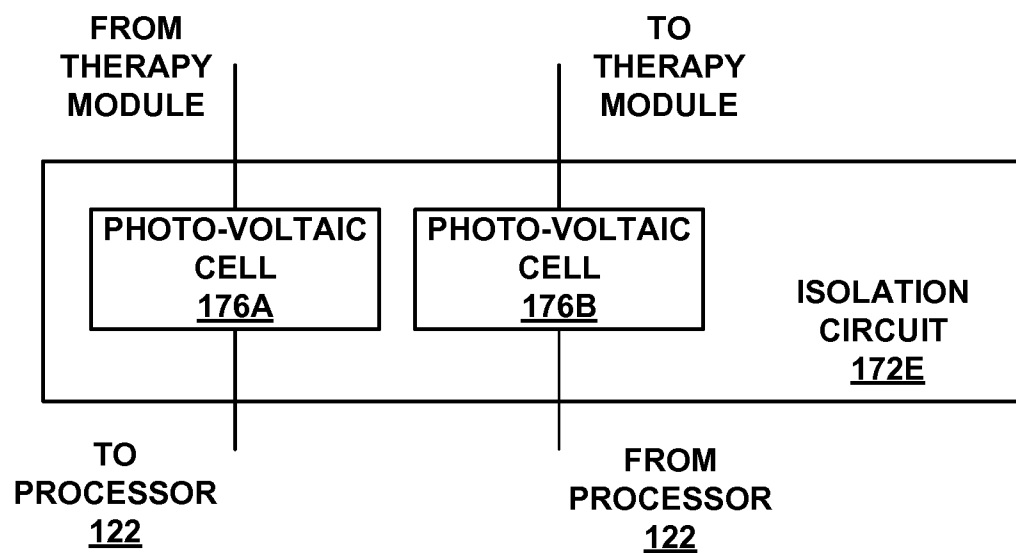 FROM
THERAPY
MODULE
TO
THERAPY
MODULE
PHOTO-VOLTAIC
CELL
176A
PHOTO-VOLTAIC
CELL
176B
ISOLATION
CIRCUIT
172E
TO
PROCESSOR
122
FROM
PROCESSOR
122